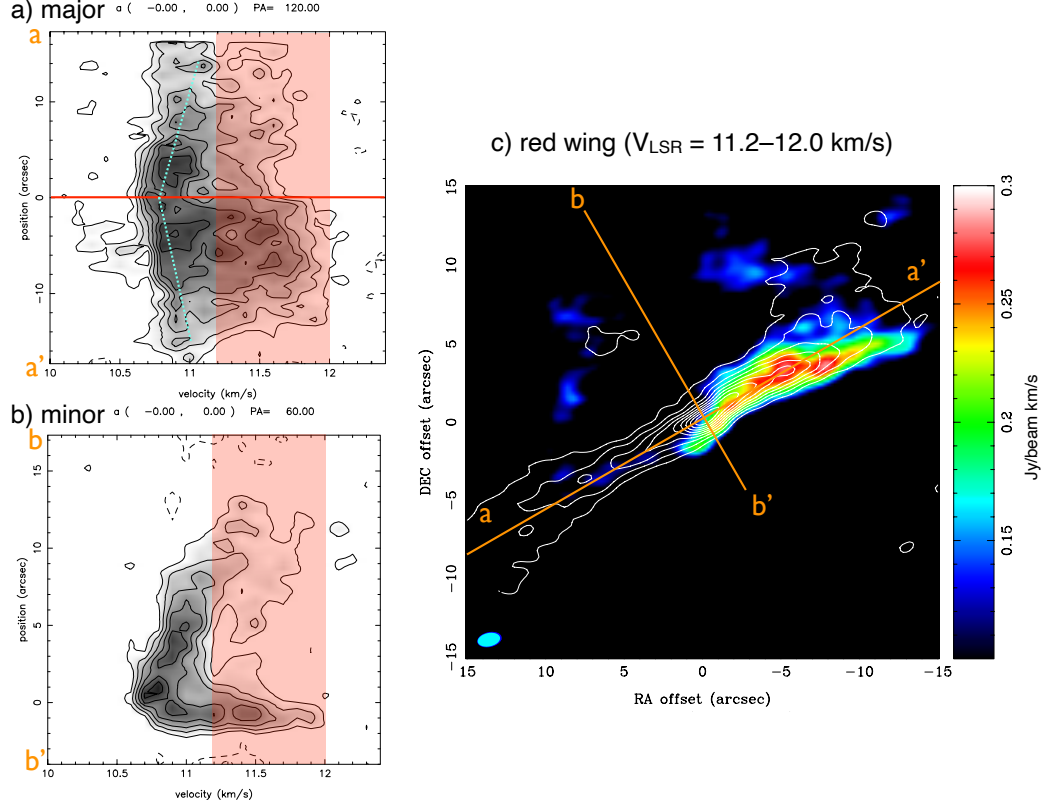 a) major a ( -0.00 , 0.00 ) PA= 120.00
a
10
0
-10
position (arcsec)
a'
10 10.5 11 11.5 12
velocity (km/s)
b) minor a ( -0.00 , 0.00 ) PA= 60.00
b
15
10
5
0
position (arcsec)
b'
10 10.5 11 11.5 12
velocity (km/s)
c) red wing (VLSR = 11.2–12.0 km/s)
15
10
5
0
-5
-10
-15
DEC offset (arcsec)
b
a'
a
b'
15 10 5 0 -5 -10 -15
RA offset (arcsec)
0.3
0.25
0.2
0.15
Jy/beam km/s